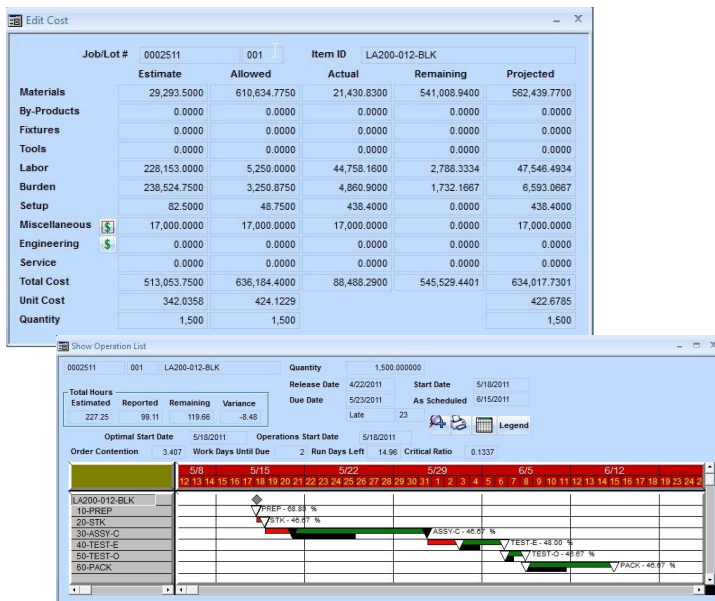 Edit Cost
Job/Lot # 0002511 001 Item ID LA200-012-BLK
Estimate Allowed Actual Remaining Projected
Materials 29,293.5000 610,634.7750 21,430.8300 541,008.9400 562,439.7700
By-Products 0.0000 0.0000 0.0000 0.0000 0.0000
Fixtures 0.0000 0.0000 0.0000 0.0000 0.0000
Tools 0.0000 0.0000 0.0000 0.0000 0.0000
Labor 228,153.0000 5,250.0000 44,758.1600 2,788.3334 47,546.4934
Burden 238,524.7500 3,250.8750 4,860.9000 1,732.1667 6,593.0667
Setup 82.5000 48.7500 438.4000 0.0000 438.4000
Miscellaneous $ 17,000.0000 17,000.0000 17,000.0000 0.0000 17,000.0000
Engineering $ 0.0000 0.0000 0.0000 0.0000 0.0000
Service 0.0000 0.0000 0.0000 0.0000 0.0000
Total Cost 513,053.7500 636,184.4000 88,488.2900 545,529.4401 634,017.7301
Unit Cost 342.0358 424.1229 422.6785
Quantity 1,500 1,500 1,500
Show Operation List
0002511 001 LA200-012-BLK Quantity 1,500.000000
Release Date 4/22/2011 Start Date 5/18/2011
Total Hours
Estimated Reported Remaining Variance
Due Date 5/23/2011 As Scheduled 6/15/2011
227.25 99.11 119.66 -8.48
Late 23
Legend
Optimal Start Date 5/18/2011 Operations Start Date 5/18/2011
Order Contention 3.407 Work Days Until Due 2 Run Days Left 14.96 Critical Ratio 0.1337
5/8 5/15 5/22 5/29 6/5 6/12
12 13 14 15 16 17 18 19 20 21 22 23 24 25 26 27 28 29 30 31 1 2 3 4 5 6 7 8 9 10 11 12 13 14 15 16 17 18 19 23 24 2
LA200-012-BLK
10-PREP PREP - 68.80 %
20-STK STK - 46.67 %
30-ASSY-C ASSY-C - 46.67 %
40-TEST-E TEST-E - 48.00 %
50-TEST-O TEST-O - 46.67 %
60-PACK PACK - 46.67 %